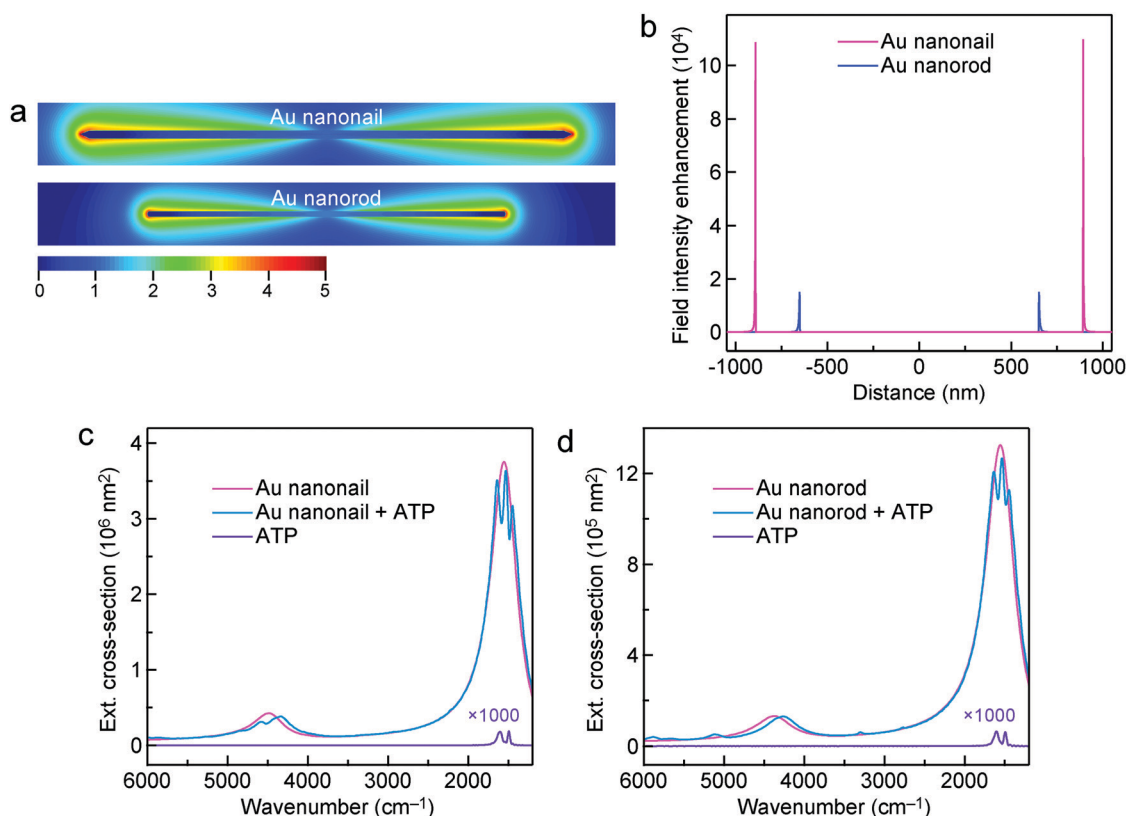 a
Au nanonail
Au nanorod
0 1 2 3 4 5
b
Au nanonail
Au nanorod
Field intensity enhancement (10⁴)
10
8
6
4
2
0
-1000 -500 0 500 1000
Distance (nm)
c
Au nanonail
Au nanonail + ATP
ATP
Ext. cross-section (10⁶ nm²)
4
3
2
1
0
×1000
6000 5000 4000 3000 2000
Wavenumber (cm⁻¹)
d
Au nanorod
Au nanorod + ATP
ATP
Ext. cross-section (10⁵ nm²)
12
8
4
0
×1000
6000 5000 4000 3000 2000
Wavenumber (cm⁻¹)